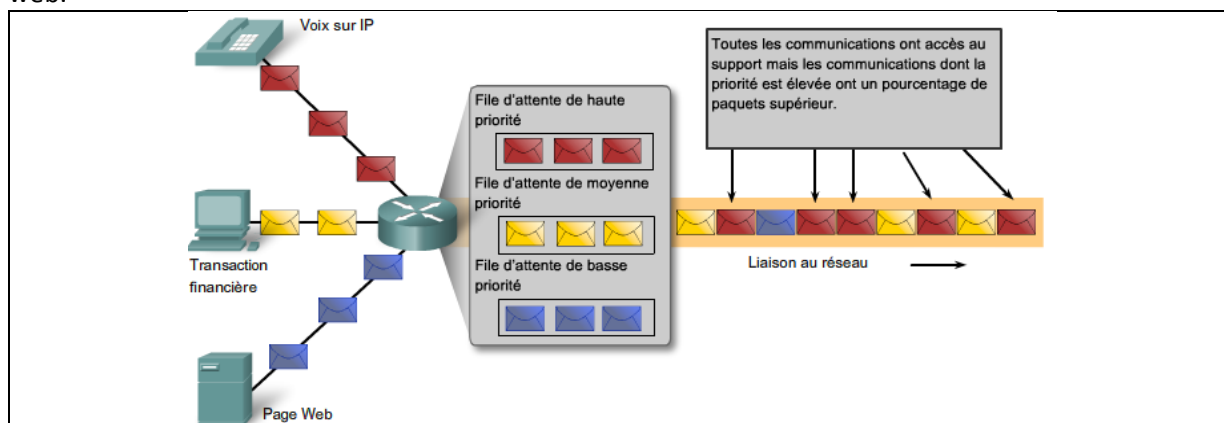 web.
Voix sur IP
Toutes les communications ont accès au
support mais les communications dont la
priorité est élevée ont un pourcentage de
paquets supérieur.
File d'attente de haute
priorité
File d'attente de moyenne
priorité
File d'attente de basse
priorité
Transaction
financière
Liaison au réseau
Page Web